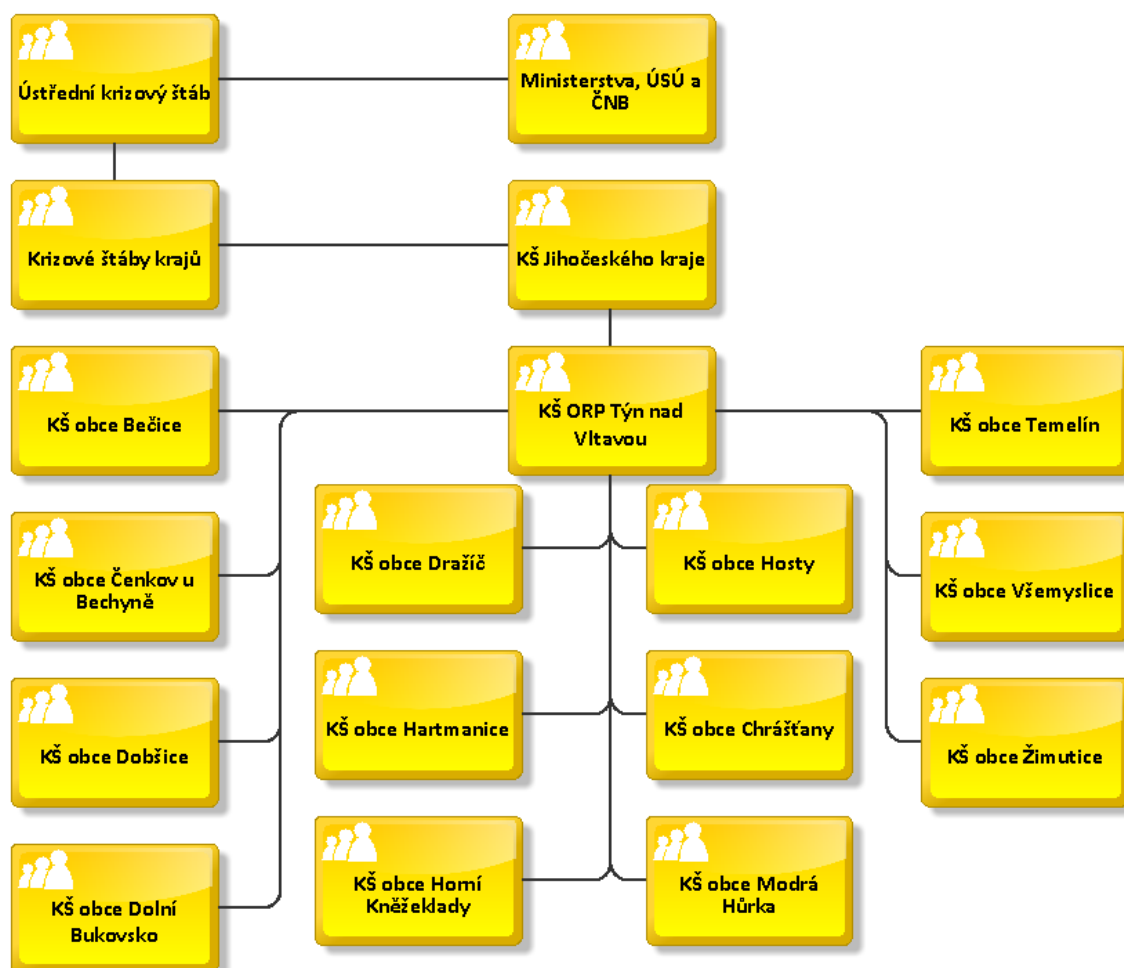 Ústřední krizový štáb
Ministerstva, ÚSÚ a
ČNB
Krizové štáby krajů
KŠ Jihočeského kraje
KŠ obce Bečice
KŠ ORP Týn nad
Vltavou
KŠ obce Temelín
KŠ obce Dražíč
KŠ obce Hosty
KŠ obce Čenkov u
Bechyně
KŠ obce Všemyslice
KŠ obce Hartmanice
KŠ obce Chrášťany
KŠ obce Dobšice
KŠ obce Žimutice
KŠ obce Horní
Kněžeklady
KŠ obce Modrá
Hůrka
KŠ obce Dolní
Bukovsko